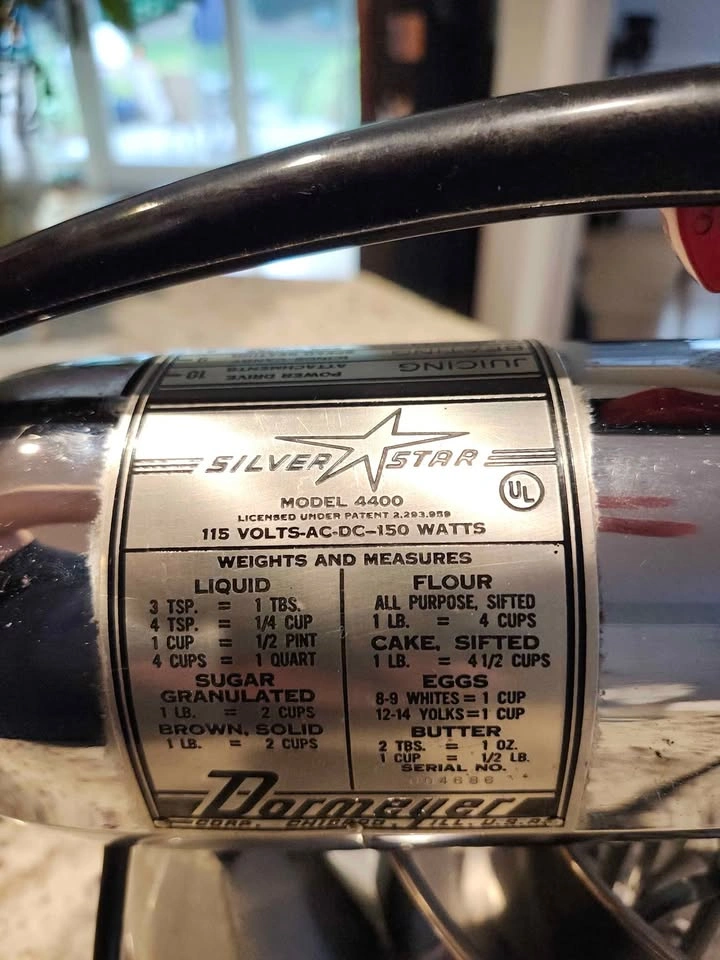 BEATING
JUICING
POWER DRIVE
ATTACHMENTS 10
SILVER STAR
UL
MODEL 4400
LICENSED UNDER PATENT 2,293,959
115 VOLTS-AC-DC-150 WATTS
WEIGHTS AND MEASURES
LIQUID
3 TSP. = 1 TBS.
4 TSP. = 1/4 CUP
1 CUP = 1/2 PINT
4 CUPS = 1 QUART
SUGAR
GRANULATED
1 LB. = 2 CUPS
BROWN, SOLID
1 LB. = 2 CUPS
FLOUR
ALL PURPOSE, SIFTED
1 LB. = 4 CUPS
CAKE, SIFTED
1 LB. = 4 1/2 CUPS
EGGS
8-9 WHITES = 1 CUP
12-14 YOLKS = 1 CUP
BUTTER
2 TBS. = 1 OZ.
1 CUP = 1/2 LB.
SERIAL NO.
Dormeyer
CORP. CHICAGO, ILL. U.S.A.